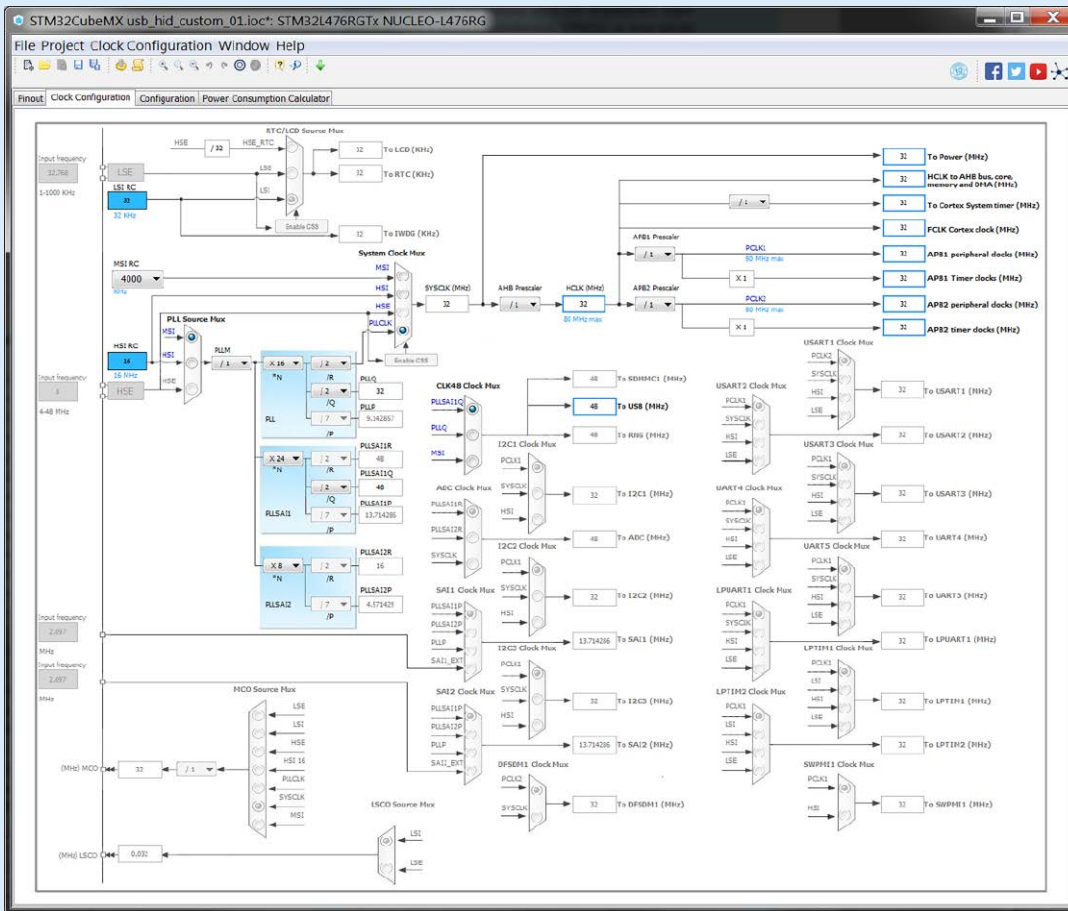 STM32CubeMX usb_hid_custom_01.ioc*: STM32L476RGTx NUCLEO-L476RG
File Project Clock Configuration Window Help
Pinout Clock Configuration Configuration Power Consumption Calculator
RTC/LCD Source Mux
HSE / 32 HSE_RTC
32 To LCD (KHz)
Input frequency
32.768
1-1000 KHz
LSE
LSE
32 To RTC (KHz)
LSI RC
32
32 KHz
LSI
Enable CSS
32 To IWDG (KHz)
32 To Power (MHz)
32 HCLK to AHB bus, core,
memory and DMA (MHz)
/ 1 32 To Cortex System timer (MHz)
32 FCLK Cortex clock (MHz)
System Clock Mux
MSI RC
4000
MHz
MSI
HSI
HSE
PLLCLK
Enable CSS
SYSCLK (MHz)
32
AHB Prescaler
/ 1
HCLK (MHz)
32
80 MHz max
APB1 Prescaler
/ 1
PCLK1
80 MHz max
32 APB1 peripheral clocks (MHz)
X 1 32 APB1 Timer clocks (MHz)
APB2 Prescaler
/ 1
PCLK2
80 MHz max
32 APB2 peripheral clocks (MHz)
X 1 32 APB2 timer clocks (MHz)
PLL Source Mux
MSI
HSI
HSE
HSI RC
16
16 MHz
Input frequency
4-48 MHz
HSE
PLLM
/ 1
X 16
*N
PLL
/ 2
/R
PLLQ
/ 2 32
/Q
PLLP
/ 7 9.142857
/P
X 24
*N
PLLSAI1
PLLSAI1R
/ 2 48
/R
PLLSAI1Q
/ 2 48
/Q
PLLSAI1P
/ 7 13.714286
/P
X 8
*N
PLLSAI2
PLLSAI2R
/ 2 16
/R
PLLSAI2P
/ 7 4.571429
/P
CLK48 Clock Mux
PLLSAI1Q
PLLQ
MSI
48 To SDMMC1 (MHz)
48 To USB (MHz)
48 To RNG (MHz)
I2C1 Clock Mux
PCLK1
SYSCLK
HSI
32 To I2C1 (MHz)
ADC Clock Mux
PLLSAI1R
PLLSAI2R
SYSCLK
48 To ADC (MHz)
I2C2 Clock Mux
PCLK1
SYSCLK
HSI
32 To I2C2 (MHz)
SAI1 Clock Mux
PLLSAI1P
PLLSAI2P
PLLP
SAI1_EXT
13.714286 To SAI1 (MHz)
I2C3 Clock Mux
PCLK1
SYSCLK
HSI
32 To I2C3 (MHz)
SAI2 Clock Mux
PLLSAI1P
PLLSAI2P
PLLP
13.714286 To SAI2 (MHz)
DFSDM1 Clock Mux
PCLK2
SYSCLK
32 To DFSDM1 (MHz)
USART1 Clock Mux
PCLK2
SYSCLK
HSI
LSE
32 To USART1 (MHz)
USART2 Clock Mux
PCLK1
SYSCLK
HSI
LSE
32 To USART2 (MHz)
USART3 Clock Mux
PCLK1
SYSCLK
HSI
LSE
32 To USART3 (MHz)
UART4 Clock Mux
PCLK1
SYSCLK
HSI
LSE
32 To UART4 (MHz)
UART5 Clock Mux
PCLK1
SYSCLK
HSI
LSE
32
LPUART1 Clock Mux
PCLK1
SYSCLK
HSI
LSE
32 To LPUART1 (MHz)
LPTIM1 Clock Mux
PCLK1
LSI
HSI
LSE
32 To LPTIM1 (MHz)
LPTIM2 Clock Mux
PCLK1
LSI
HSI
LSE
32 To LPTIM2 (MHz)
SWPMI1 Clock Mux
PCLK1
HSI
32 To SWPMI1 (MHz)
Input frequency
2.097
MHz
Input frequency
2.097
MHz
MCO Source Mux
LSE
LSI
HSE
HSI 16
PLLCLK
SYSCLK
MSI
(MHz) MCO 32 / 1
LSCO Source Mux
LSI
LSE
(MHz) LSCO 0.032